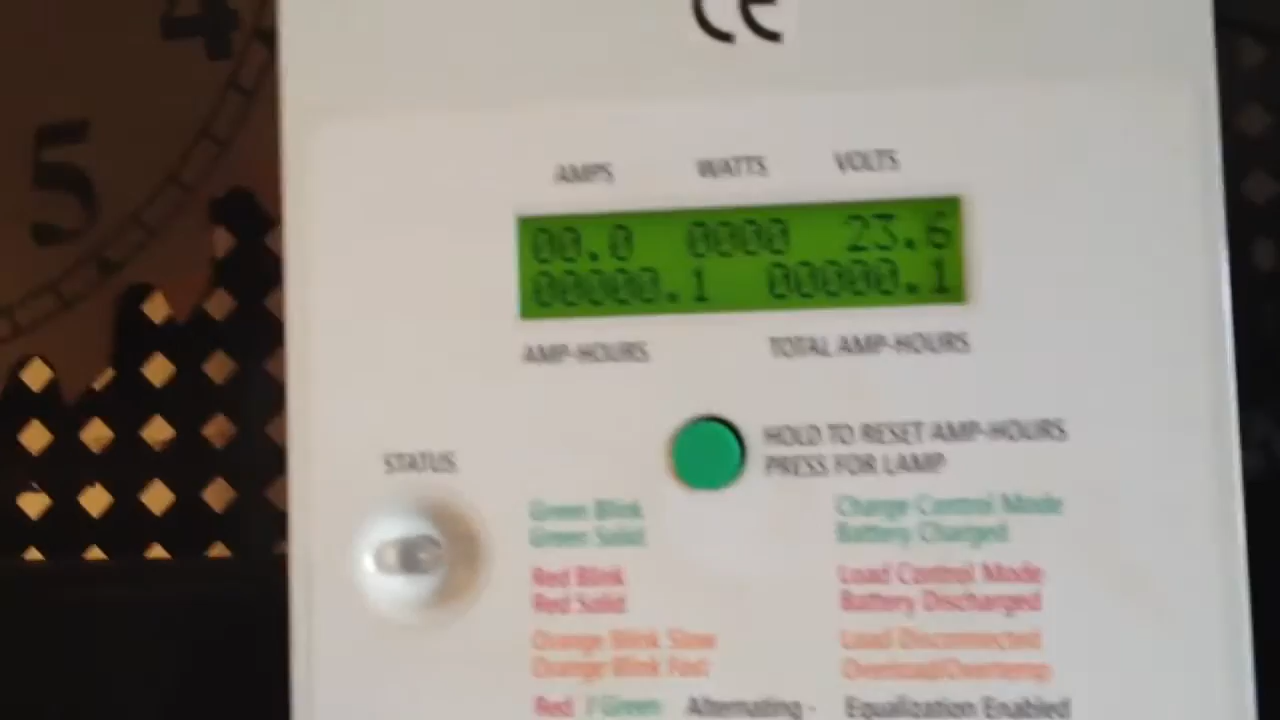 4
5
CE
AMPS WATTS VOLTS
00.0 0000 23.6
00000.1 00000.1
AMP-HOURS TOTAL AMP-HOURS
HOLD TO RESET AMP-HOURS
PRESS FOR LAMP
STATUS
Green Blink Charge Control Mode
Green Solid Battery Charged
Red Blink Load Control Mode
Red Solid Battery Discharged
Orange Blink Slow Load Disconnected
Orange Blink Fast Overload/Overtemp
Red / Green Alternating - Equalization Enabled